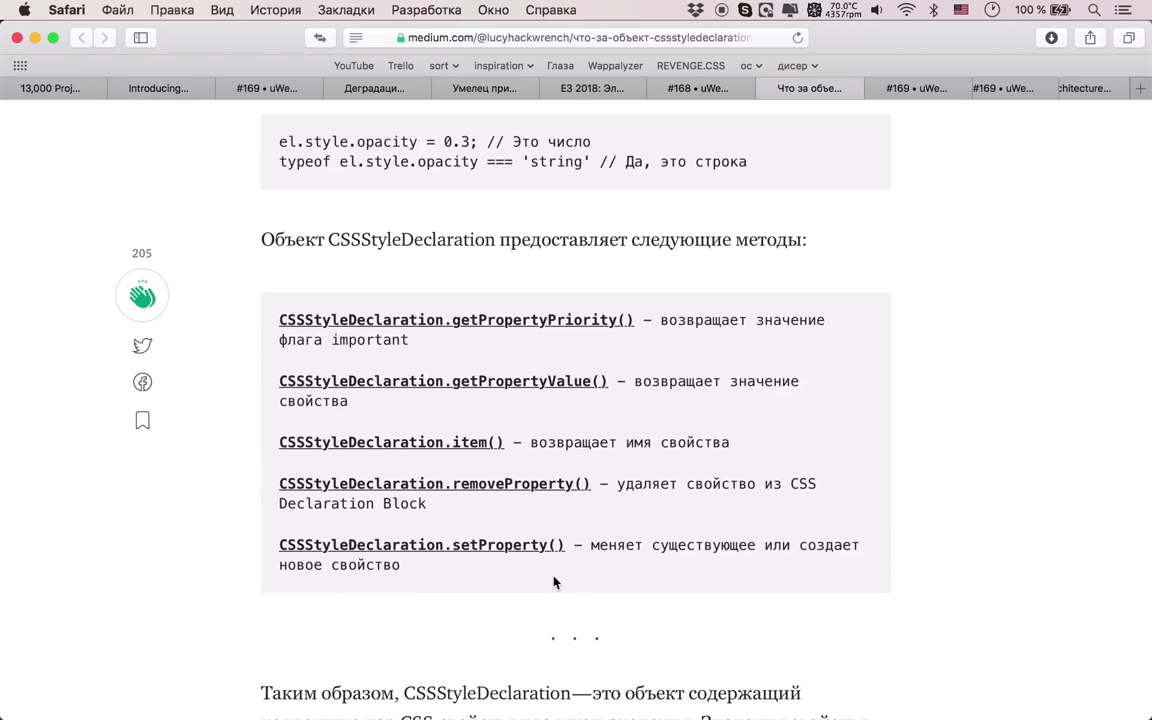 Safari Файл Правка Вид История Закладки Разработка Окно Справка 70.0°C 4357rpm 100 %
medium.com/@lucyhackwrench/что-за-объект-cssstyledeclaration
YouTube Trello sort inspiration Глаза Wappalyzer REVENGE.CSS ос дисер
13,000 Proj... Introducing... #169 • uWe... Деградаци... Умелец при... E3 2018: Эл... #168 • uWe... Что за объе... #169 • uWe... #169 • uWe... chitecture...
el.style.opacity = 0.3; // Это число
typeof el.style.opacity === 'string' // Да, это строка
Объект CSSStyleDeclaration предоставляет следующие методы:
205
CSSStyleDeclaration.getPropertyPriority() – возвращает значение
флага important
CSSStyleDeclaration.getPropertyValue() – возвращает значение
свойства
CSSStyleDeclaration.item() – возвращает имя свойства
CSSStyleDeclaration.removeProperty() – удаляет свойство из CSS
Declaration Block
CSSStyleDeclaration.setProperty() – меняет существующее или создает
новое свойство
. . .
Таким образом, CSSStyleDeclaration—это объект содержащий